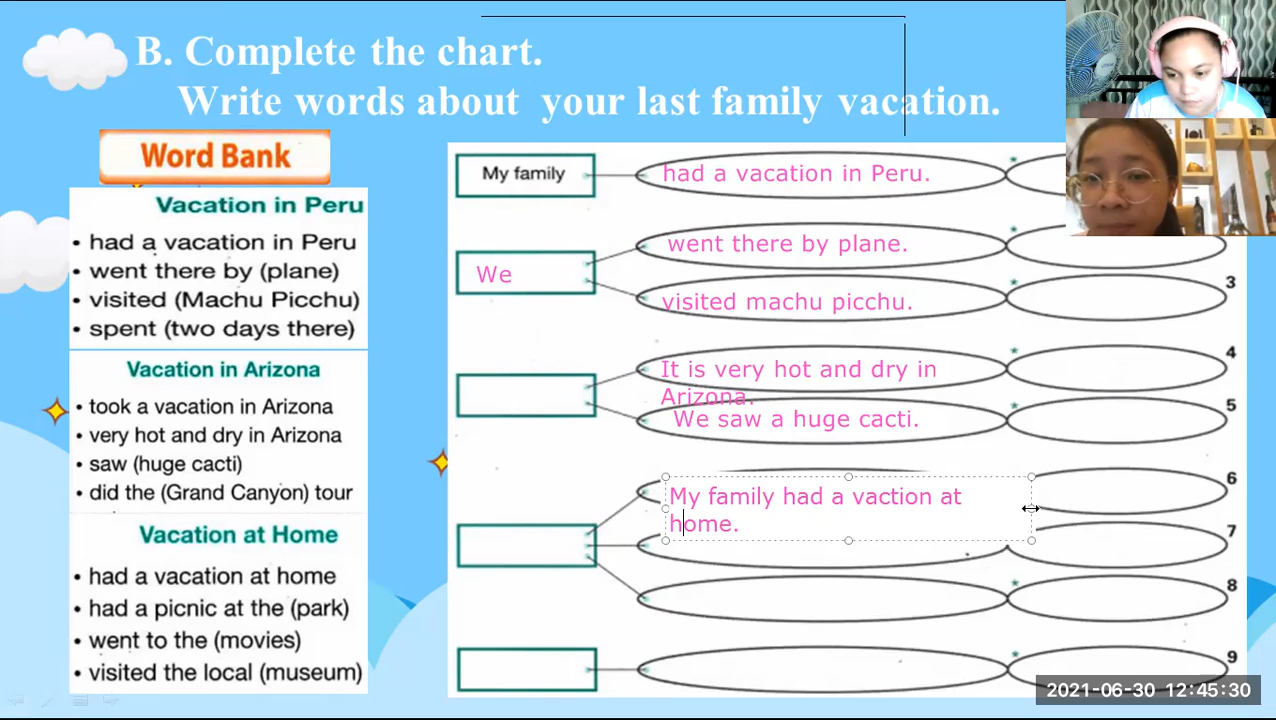 B. Complete the chart.
Write words about your last family vacation.
Word Bank
Vacation in Peru
• had a vacation in Peru
• went there by (plane)
• visited (Machu Picchu)
• spent (two days there)
Vacation in Arizona
• took a vacation in Arizona
• very hot and dry in Arizona
• saw (huge cacti)
• did the (Grand Canyon) tour
Vacation at Home
• had a vacation at home
• had a picnic at the (park)
• went to the (movies)
• visited the local (museum)
My family
had a vacation in Peru.
*
We
went there by plane.
*
visited machu picchu.
*
3
It is very hot and dry in
Arizona.
*
4
We saw a huge cacti.
*
5
My family had a vaction at
home.
6
7
*
8
*
9
2021-06-30 12:45:30